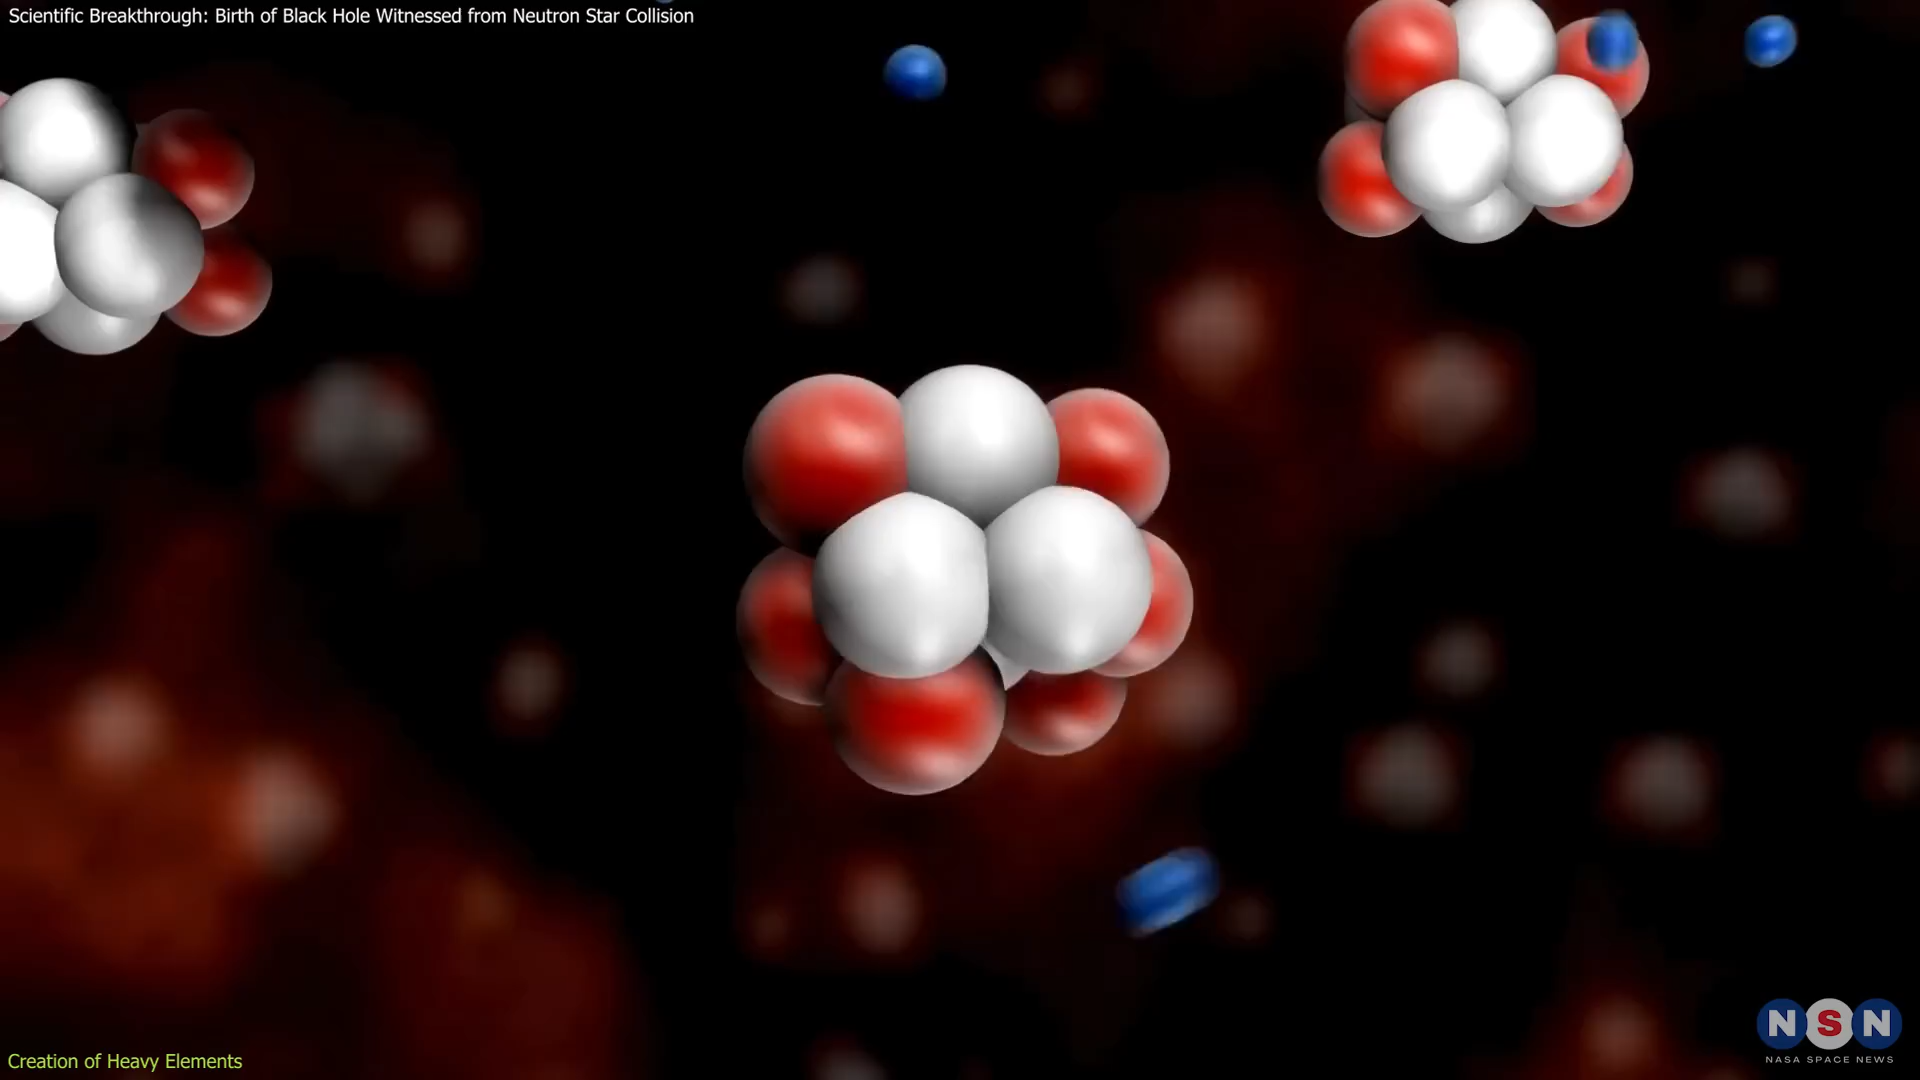 Scientific Breakthrough: Birth of Black Hole Witnessed from Neutron Star Collision
NSN
NASA SPACE NEWS
Creation of Heavy Elements